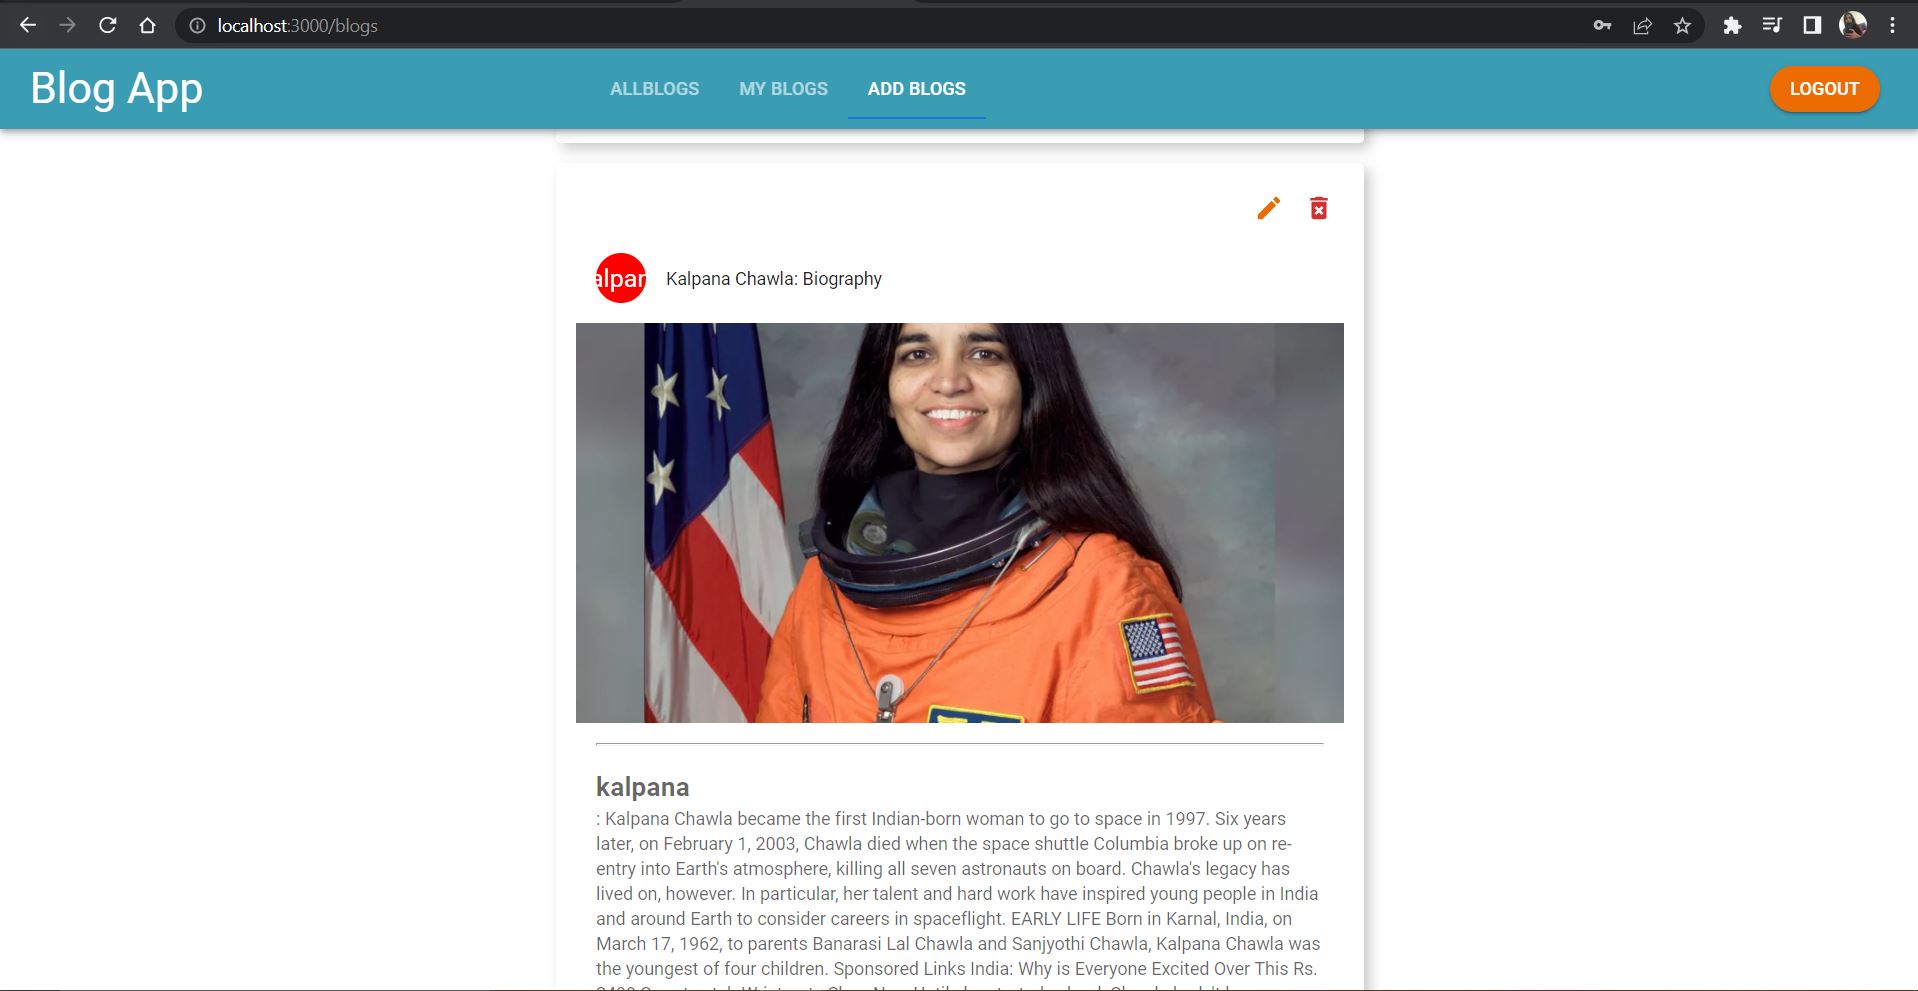 localhost:3000/blogs
Blog App
ALLBLOGS
MY BLOGS
ADD BLOGS
LOGOUT
alpar
Kalpana Chawla: Biography
kalpana
: Kalpana Chawla became the first Indian-born woman to go to space in 1997. Six years
later, on February 1, 2003, Chawla died when the space shuttle Columbia broke up on re-
entry into Earth's atmosphere, killing all seven astronauts on board. Chawla's legacy has
lived on, however. In particular, her talent and hard work have inspired young people in India
and around Earth to consider careers in spaceflight. EARLY LIFE Born in Karnal, India, on
March 17, 1962, to parents Banarasi Lal Chawla and Sanjyothi Chawla, Kalpana Chawla was
the youngest of four children. Sponsored Links India: Why is Everyone Excited Over This Rs.